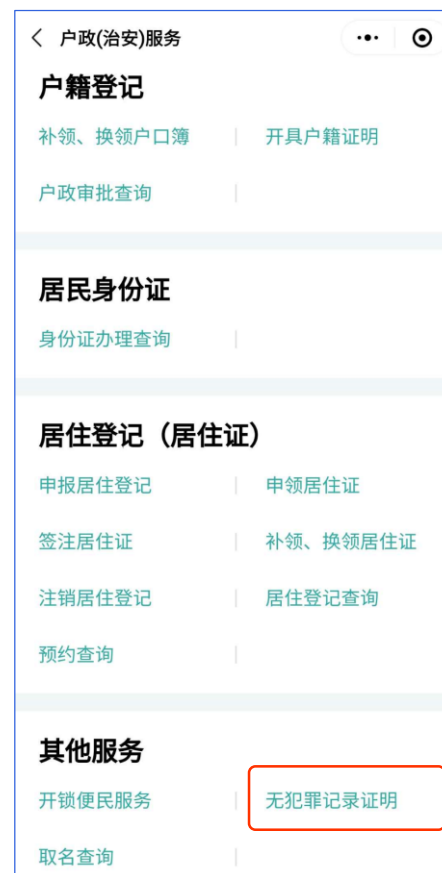 户政(治安)服务
户籍登记
补领、换领户口簿 开具户籍证明
户政审批查询
居民身份证
身份证办理查询
居住登记（居住证）
申报居住登记 申领居住证
签注居住证 补领、换领居住证
注销居住登记 居住登记查询
预约查询
其他服务
开锁便民服务 无犯罪记录证明
取名查询